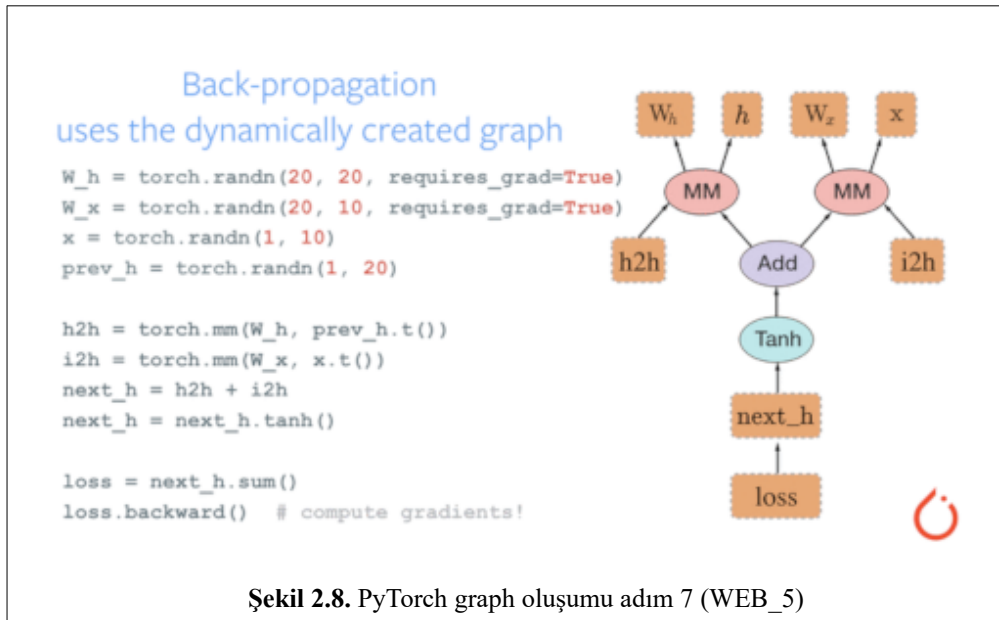 Back-propagation
uses the dynamically created graph
W_h = torch.randn(20, 20, requires_grad=True)
W_x = torch.randn(20, 10, requires_grad=True)
x = torch.randn(1, 10)
prev_h = torch.randn(1, 20)
h2h = torch.mm(W_h, prev_h.t())
i2h = torch.mm(W_x, x.t())
next_h = h2h + i2h
next_h = next_h.tanh()
loss = next_h.sum()
loss.backward() # compute gradients!
Wh h Wx x
MM MM
h2h Add i2h
Tanh
next_h
loss
Şekil 2.8. PyTorch graph oluşumu adım 7 (WEB_5)